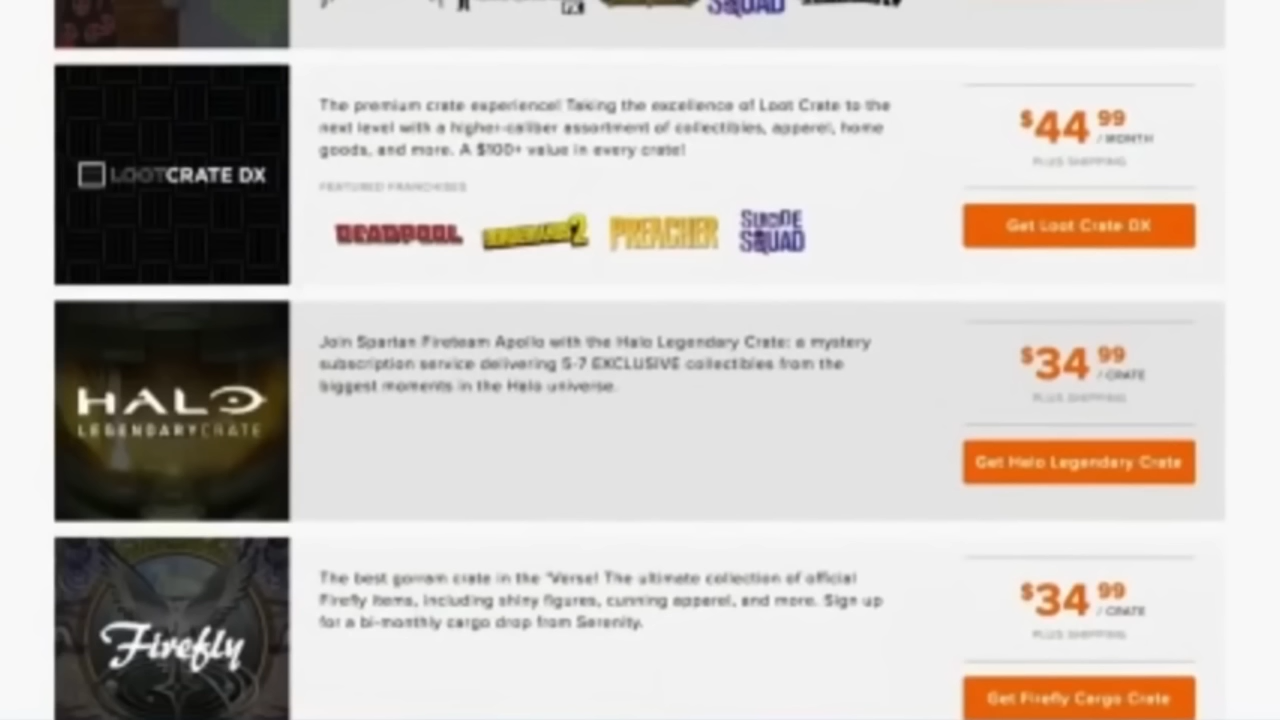 SQUAD
The premium crate experience! Taking the excellence of Loot Crate to the
next level with a higher-caliber assortment of collectibles, apparel, home
goods, and more. A $100+ value in every crate!
$44 99
/ MONTH
PLUS SHIPPING
LOOTCRATE DX
FEATURED FRANCHISES
DEADPOOL
PREACHER
SUICIDE
SQUAD
Get Loot Crate DX
Join Spartan Fireteam Apollo with the Halo Legendary Crate: a mystery
subscription service delivering 5-7 EXCLUSIVE collectibles from the
biggest moments in the Halo universe.
$34 99
/ CRATE
PLUS SHIPPING
HALO
LEGENDARYCRATE
Get Halo Legendary Crate
The best gorram crate in the 'Verse! The ultimate collection of official
Firefly items, including shiny figures, cunning apparel, and more. Sign up
for a bi-monthly cargo drop from Serenity.
$34 99
/ CRATE
PLUS SHIPPING
Firefly
Get Firefly Cargo Crate